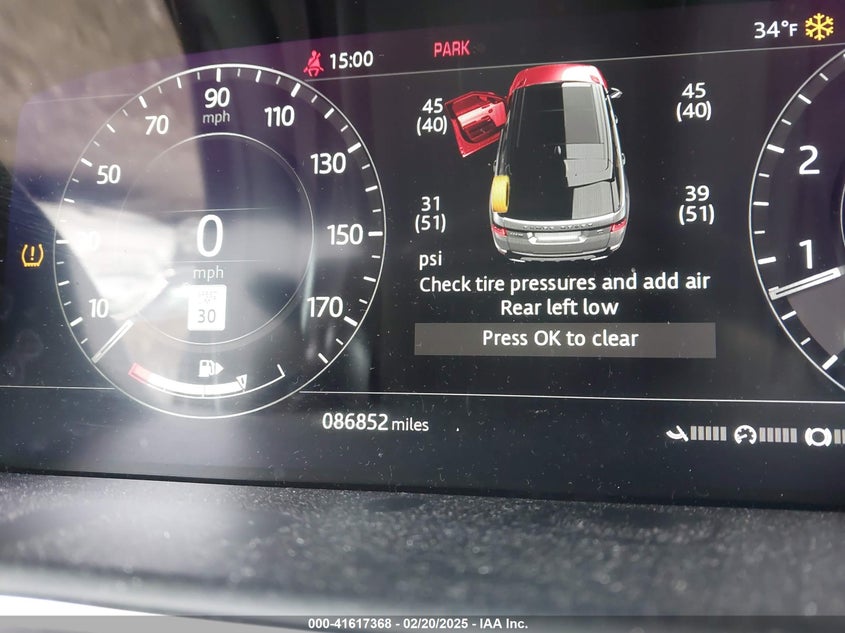 34°F
15:00
PARK
90
mph
70
110
50
130
150
10
170
0
mph
30
45
(40)
45
(40)
31
(51)
39
(51)
psi
Check tire pressures and add air
Rear left low
Press OK to clear
2
1
086852 miles
000-41617368 - 02/20/2025 - IAA Inc.